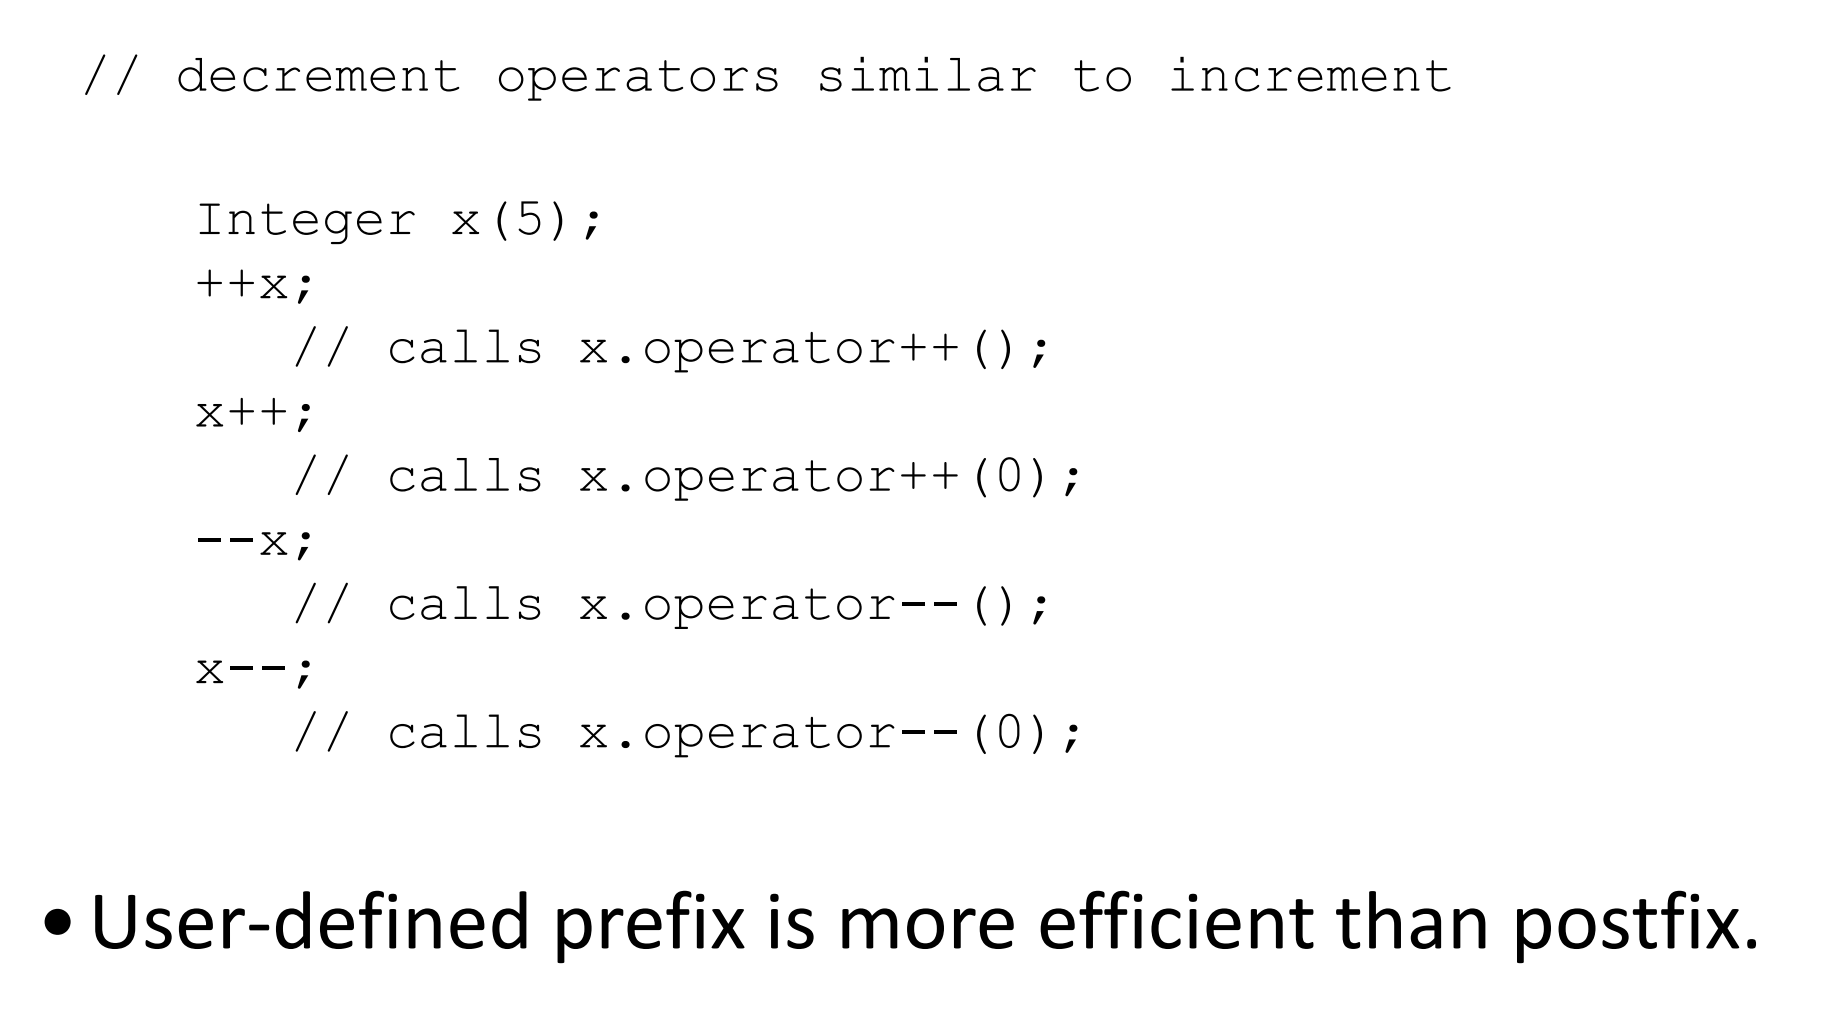 // decrement operators similar to increment
Integer x(5);
++x;
// calls x.operator++();
x++;
// calls x.operator++(0);
--x;
// calls x.operator--();
x--;
// calls x.operator--(0);
• User-defined prefix is more efficient than postfix.